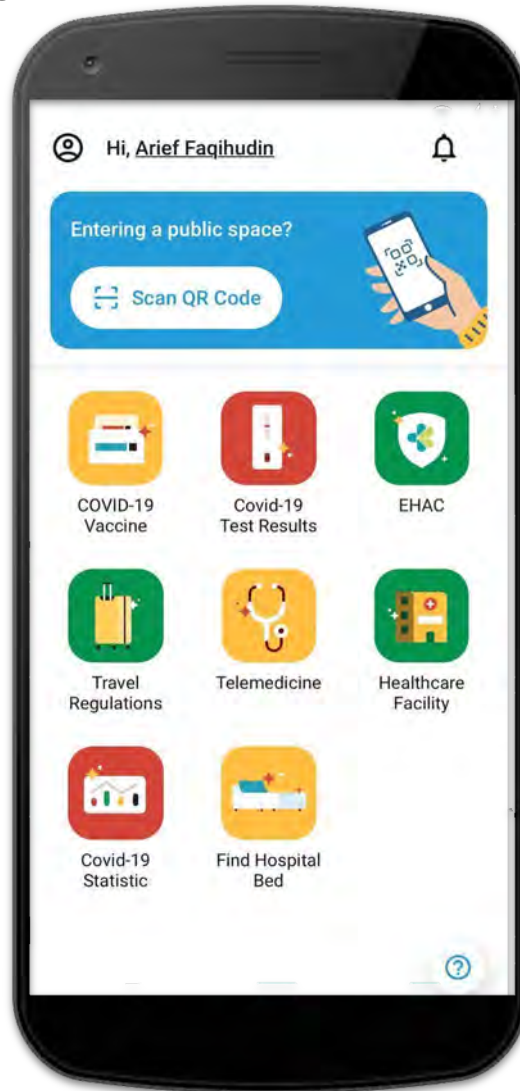 Hi, Arief Faqihudin
Entering a public space?
Scan QR Code
COVID-19
Vaccine
Covid-19
Test Results
EHAC
Travel
Regulations
Telemedicine
Healthcare
Facility
Covid-19
Statistic
Find Hospital
Bed
?